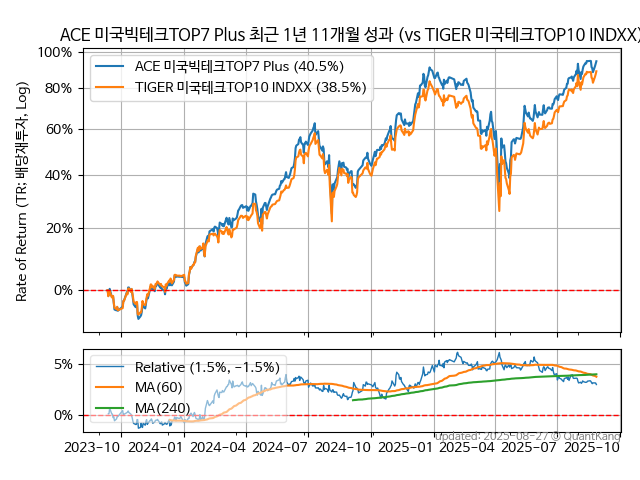 ACE 미국빅테크TOP7 Plus 최근 1년 11개월 성과 (vs TIGER 미국테크TOP10 INDXX)
100%
80%
60%
40%
20%
0%
Rate of Return (TR: 배당재투자, Log)
ACE 미국빅테크TOP7 Plus (40.5%)
TIGER 미국테크TOP10 INDXX (38.5%)
5%
0%
Relative (1.5%, −1.5%)
MA(60)
MA(240)
2023-10 2024-01 2024-04 2024-07 2024-10 2025-01 2025-04 2025-07 2025-10
updated: 2025-08-27 © QuantKang